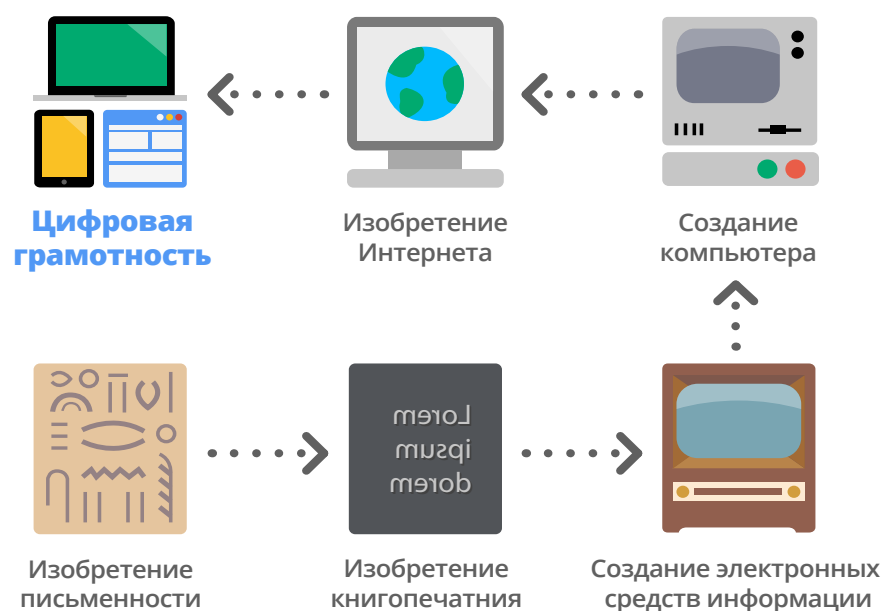 Цифровая
грамотность
Изобретение
Интернета
Создание
компьютера
Lorem
ipsum
dorem
Изобретение
письменности
Изобретение
книгопечатния
Создание электронных
средств информации